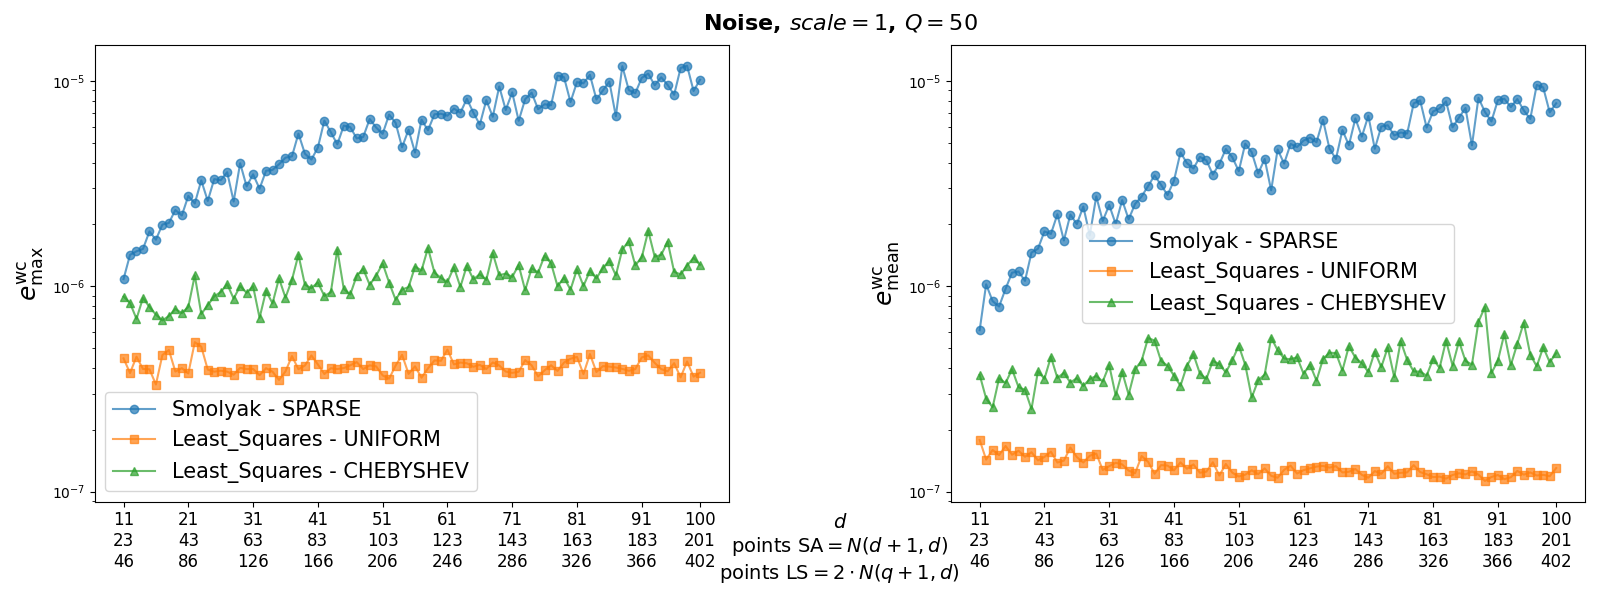 Noise, scale = 1, Q = 50
10⁻⁵
10⁻⁶
10⁻⁷
e^wc_max
Smolyak - SPARSE
Least_Squares - UNIFORM
Least_Squares - CHEBYSHEV
11 21 31 41 51 61 71 81 91 100
23 43 63 83 103 123 143 163 183 201
46 86 126 166 206 246 286 326 366 402
d
points SA = N(d + 1, d)
points LS = 2 · N(q + 1, d)
10⁻⁵
10⁻⁶
10⁻⁷
e^wc_mean
Smolyak - SPARSE
Least_Squares - UNIFORM
Least_Squares - CHEBYSHEV
11 21 31 41 51 61 71 81 91 100
23 43 63 83 103 123 143 163 183 201
46 86 126 166 206 246 286 326 366 402